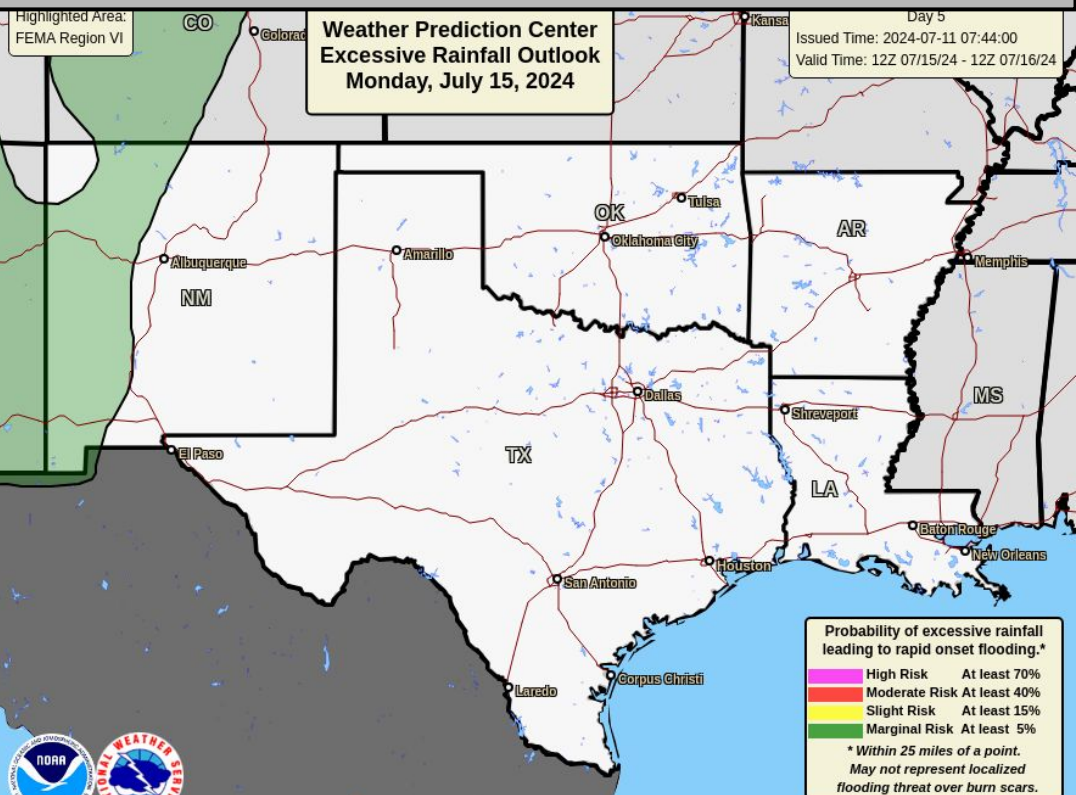 Highlighted Area:
FEMA Region VI
Weather Prediction Center
Excessive Rainfall Outlook
Monday, July 15, 2024
Day 5
Issued Time: 2024-07-11 07:44:00
Valid Time: 12Z 07/15/24 - 12Z 07/16/24
CO
Colorad
Kansa
Tulsa
OK
Oklahoma City
AR
Albuquerque
Amarillo
Memphis
NM
Dallas
MS
Shreveport
El Paso
TX
LA
Baton Rouge
New Orleans
Houston
San Antonio
Corpus Christi
Laredo
Probability of excessive rainfall
leading to rapid onset flooding.*
High Risk At least 70%
Moderate Risk At least 40%
Slight Risk At least 15%
Marginal Risk At least 5%
* Within 25 miles of a point.
May not represent localized
flooding threat over burn scars.
NOAA